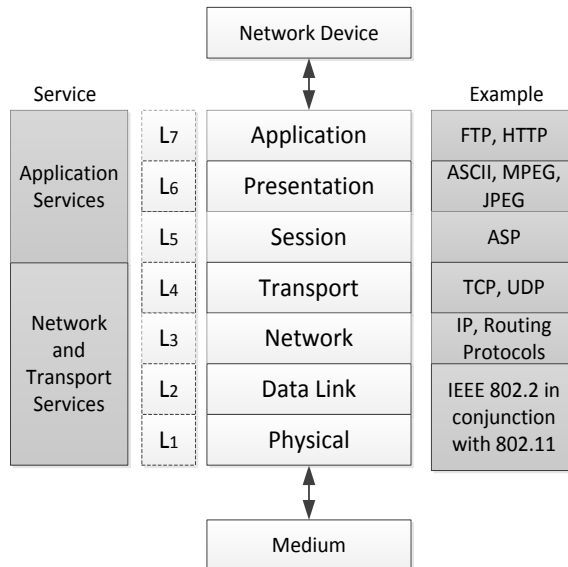 Network Device
Service
Example
L7
Application
FTP, HTTP
Application
Services
L6
Presentation
ASCII, MPEG,
JPEG
L5
Session
ASP
Network
and
Transport
Services
L4
Transport
TCP, UDP
L3
Network
IP, Routing
Protocols
L2
Data Link
IEEE 802.2 in
conjunction
with 802.11
L1
Physical
Medium